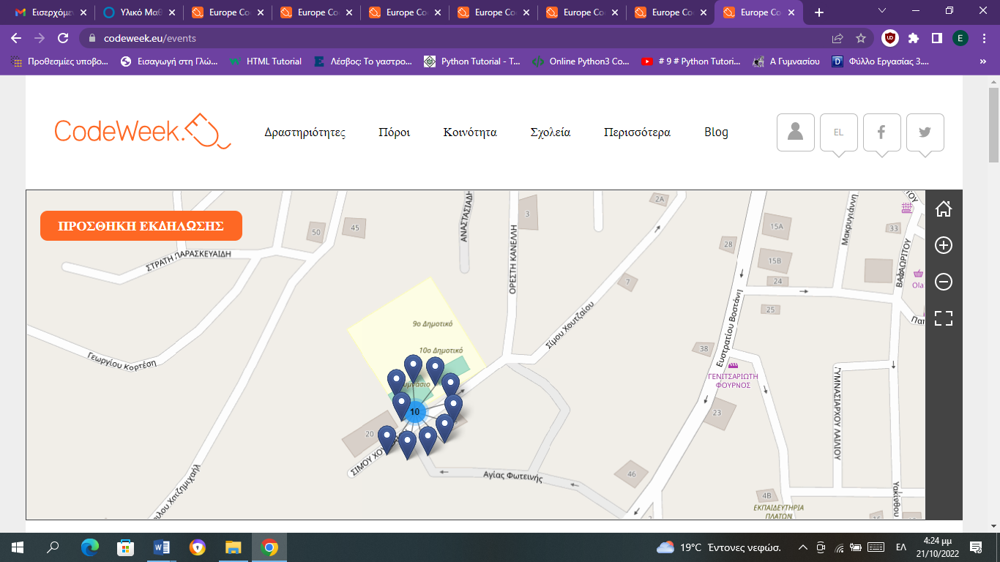 Εισερχόμε
Υλικό Μαθ
Europe Co
Europe Co
Europe Co
Europe Co
Europe Co
Europe Co
Europe Co
codeweek.eu/events
E
Προθεσμίες υποβο...
Εισαγωγή στη Γλώ...
HTML Tutorial
Λέσβος: Το γαστρο...
Python Tutorial - T...
Online Python3 Co...
# 9 # Python Tutori...
Α Γυμνασίου
Φύλλο Εργασίας 3....
»
CodeWeek.
Δραστηριότητες
Πόροι
Κοινότητα
Σχολεία
Περισσότερα
Blog
EL
ΠΡΟΣΘΗΚΗ ΕΚΔΗΛΩΣΗΣ
ΣΤΡΑΤΗ ΠΑΡΑΣΚΕΥΑΙΔΗ
50
45
ΑΝΑΣΤΑΣΙΑΔΗ
3
ΟΡΕΣΤΗ ΚΑΝΕΛΛΗ
2A
7
28
15A
15B
24
25
33
Μακρυγιάννη
Ola
38
Σίμου Χουτζαίου
Ευστρατίου Βοστάνη
9ο Δημοτικό
10ο Δημοτικό
Γεωργίου Κορτέση
10
20
ΓΕΝΙΤΣΑΡΙΩΤΗ
ΦΟΥΡΝΟΣ
23
46
Αγίας Φωτεινής
4B
ΕΚΠΑΙΔΕΥΤΗΡΙΑ
ΠΛΑΤΩΝ
Υακίνθου
19°C Έντονες νεφώσ.
ΕΛ
4:24 μμ
21/10/2022